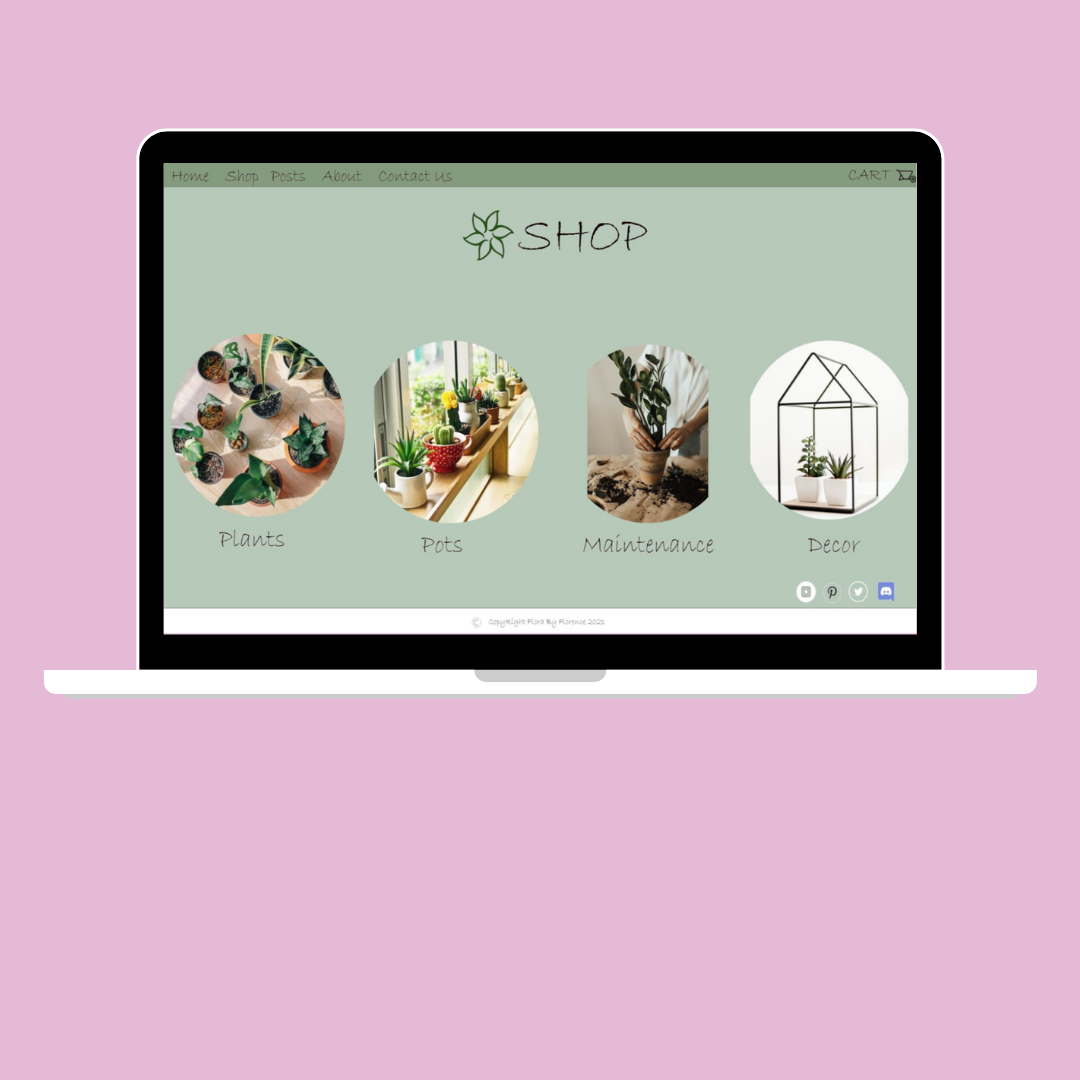 Home Shop Posts About Contact Us CART
SHOP
Plants Pots Maintenance Decor
© CopyRight Flora By Florence 2021